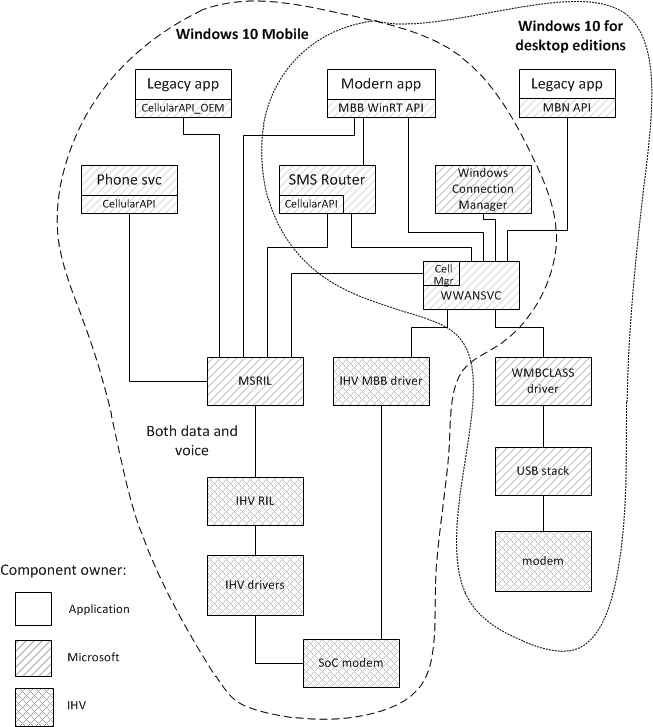 Windows 10 Mobile
Windows 10 for
desktop editions
Legacy app
CellularAPI_OEM
Modern app
MBB WinRT API
Legacy app
MBN API
Phone svc
CellularAPI
SMS Router
CellularAPI
Windows
Connection
Manager
Cell
Mgr
WWANSVC
MSRIL
IHV MBB driver
WMBCLASS
driver
Both data and
voice
USB stack
IHV RIL
modem
IHV drivers
SoC modem
Component owner:
Application
Microsoft
IHV